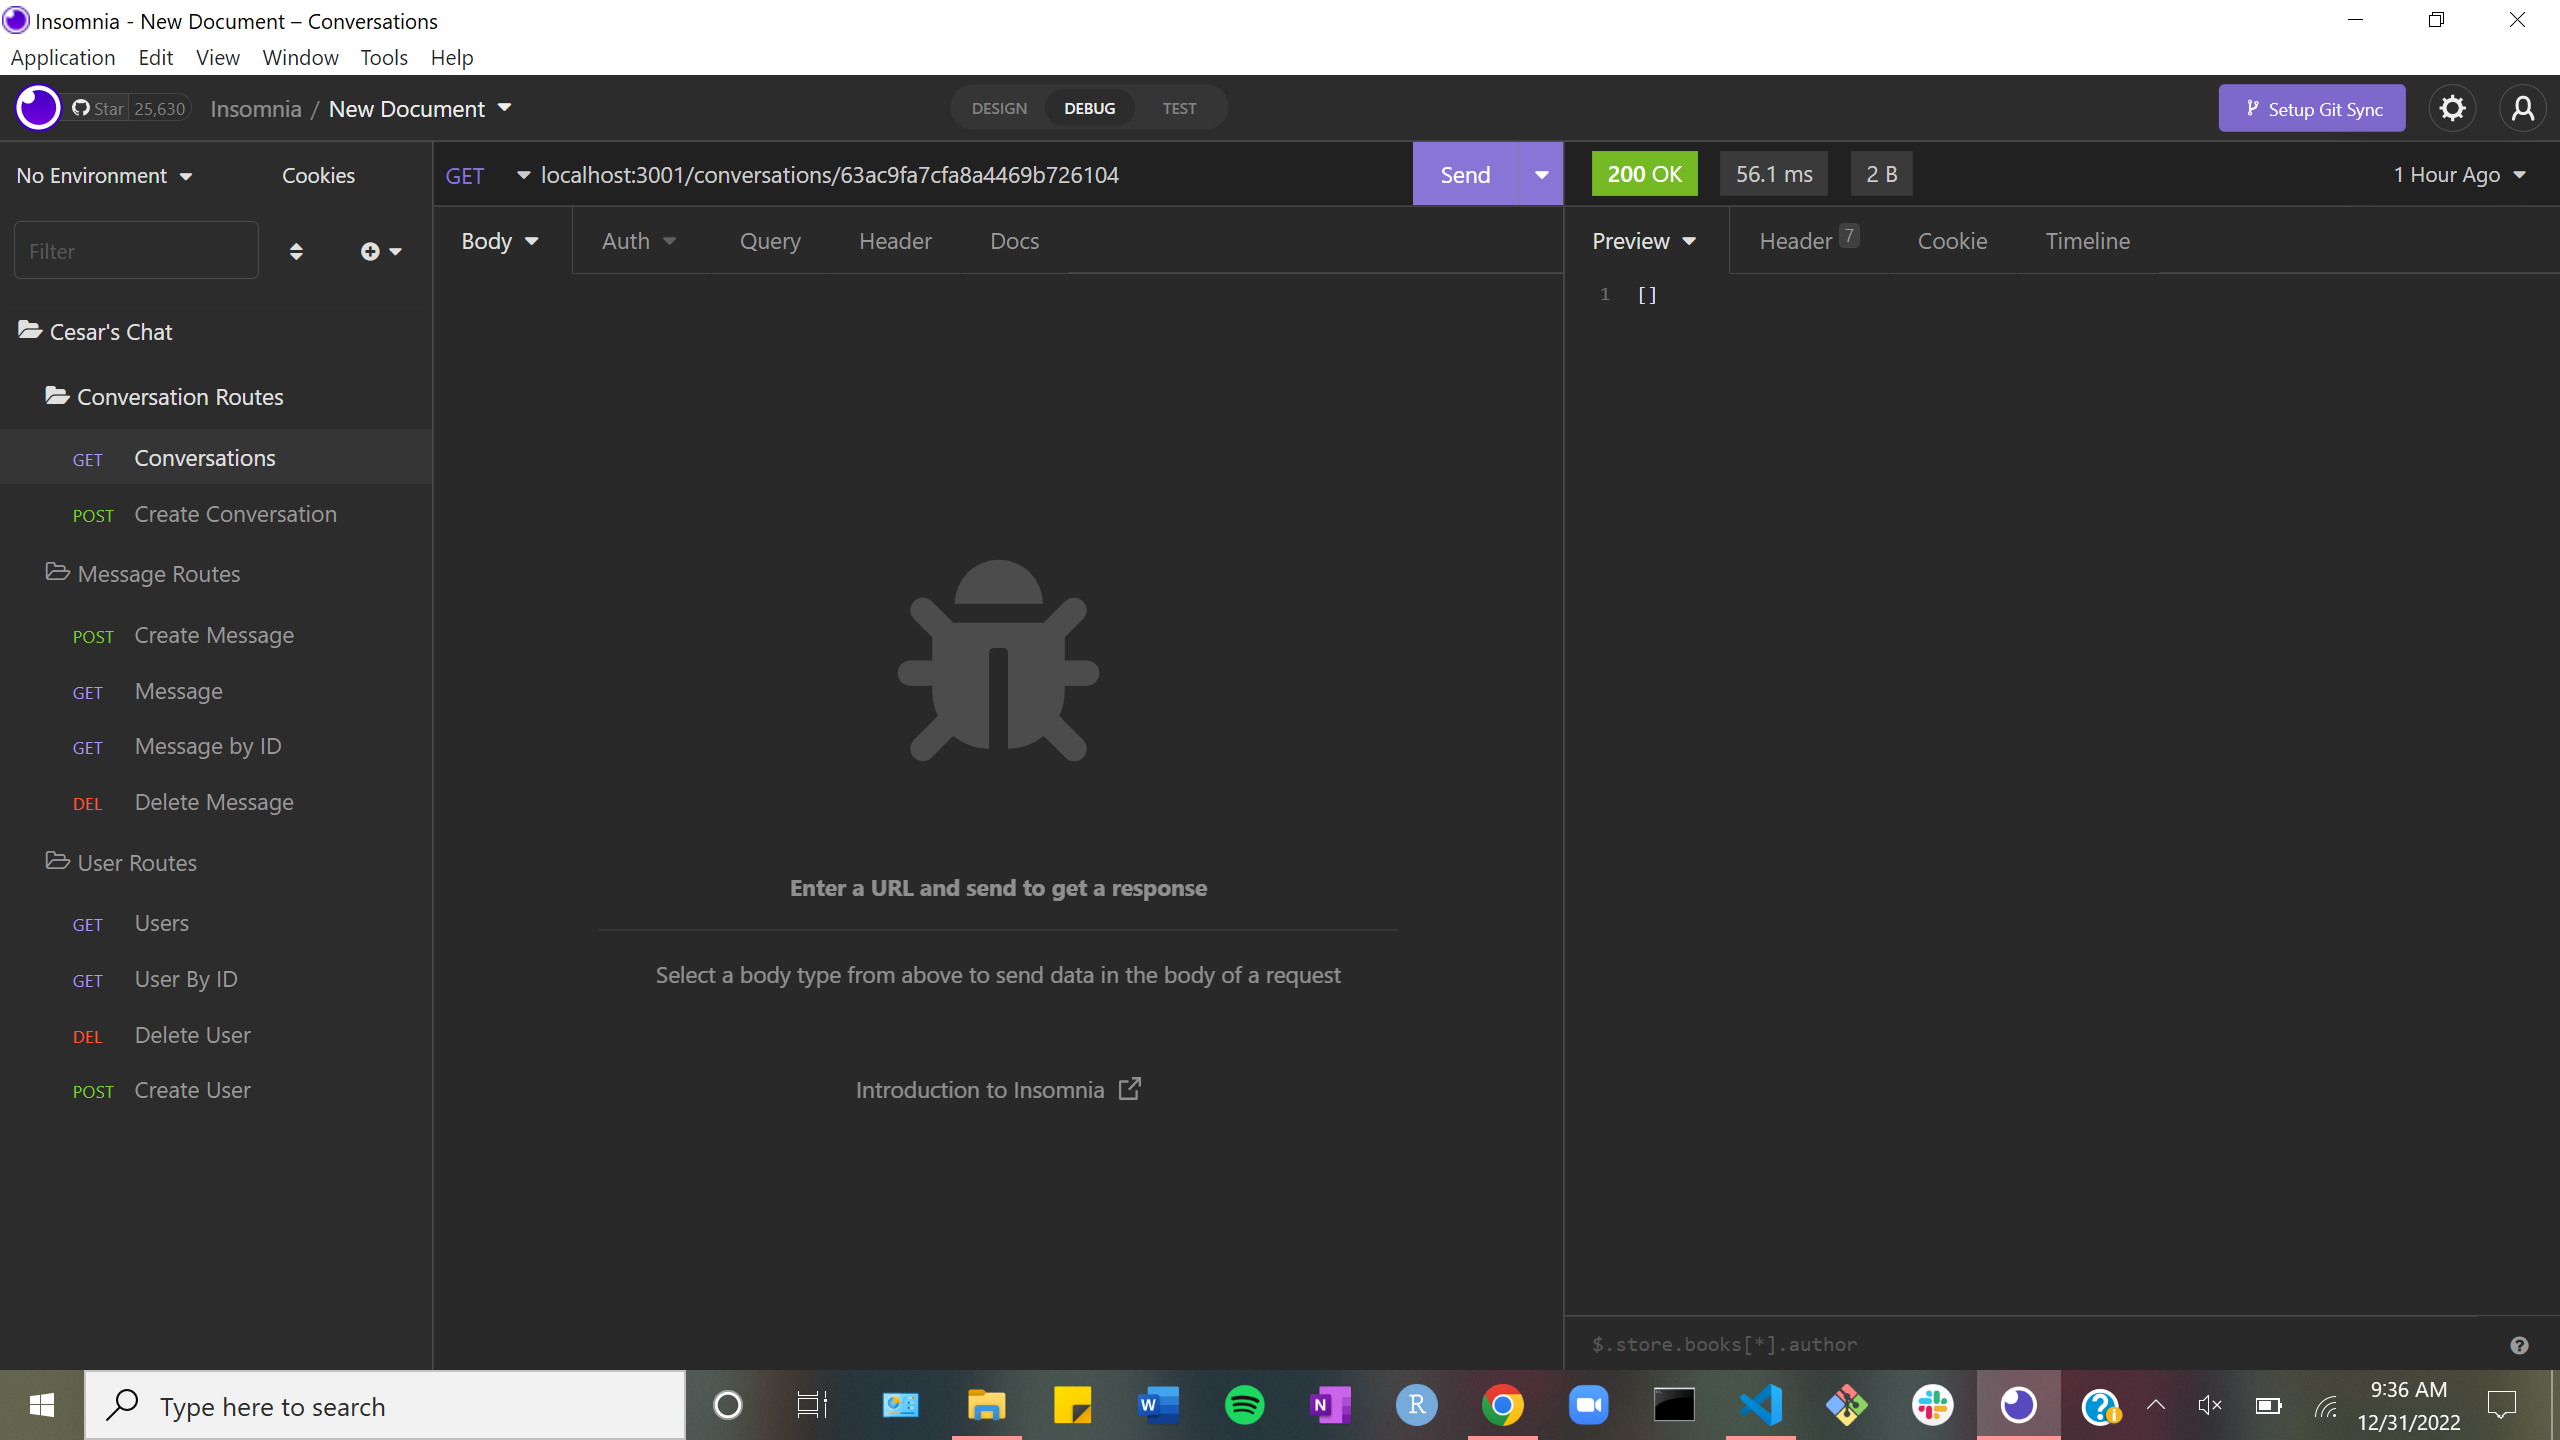 Insomnia - New Document – Conversations
Application Edit View Window Tools Help
Star 25,630 Insomnia / New Document DESIGN DEBUG TEST Setup Git Sync
No Environment Cookies GET localhost:3001/conversations/63ac9fa7cfa8a4469b726104 Send 200 OK 56.1 ms 2 B 1 Hour Ago
Filter Body Auth Query Header Docs Preview Header 7 Cookie Timeline
1 []
Cesar's Chat
Conversation Routes
GET Conversations
POST Create Conversation
Message Routes
POST Create Message
GET Message
GET Message by ID
DEL Delete Message
User Routes
GET Users
GET User By ID
DEL Delete User
POST Create User
Enter a URL and send to get a response
Select a body type from above to send data in the body of a request
Introduction to Insomnia
$.store.books[*].author
Type here to search
W
N
R
9:36 AM
12/31/2022